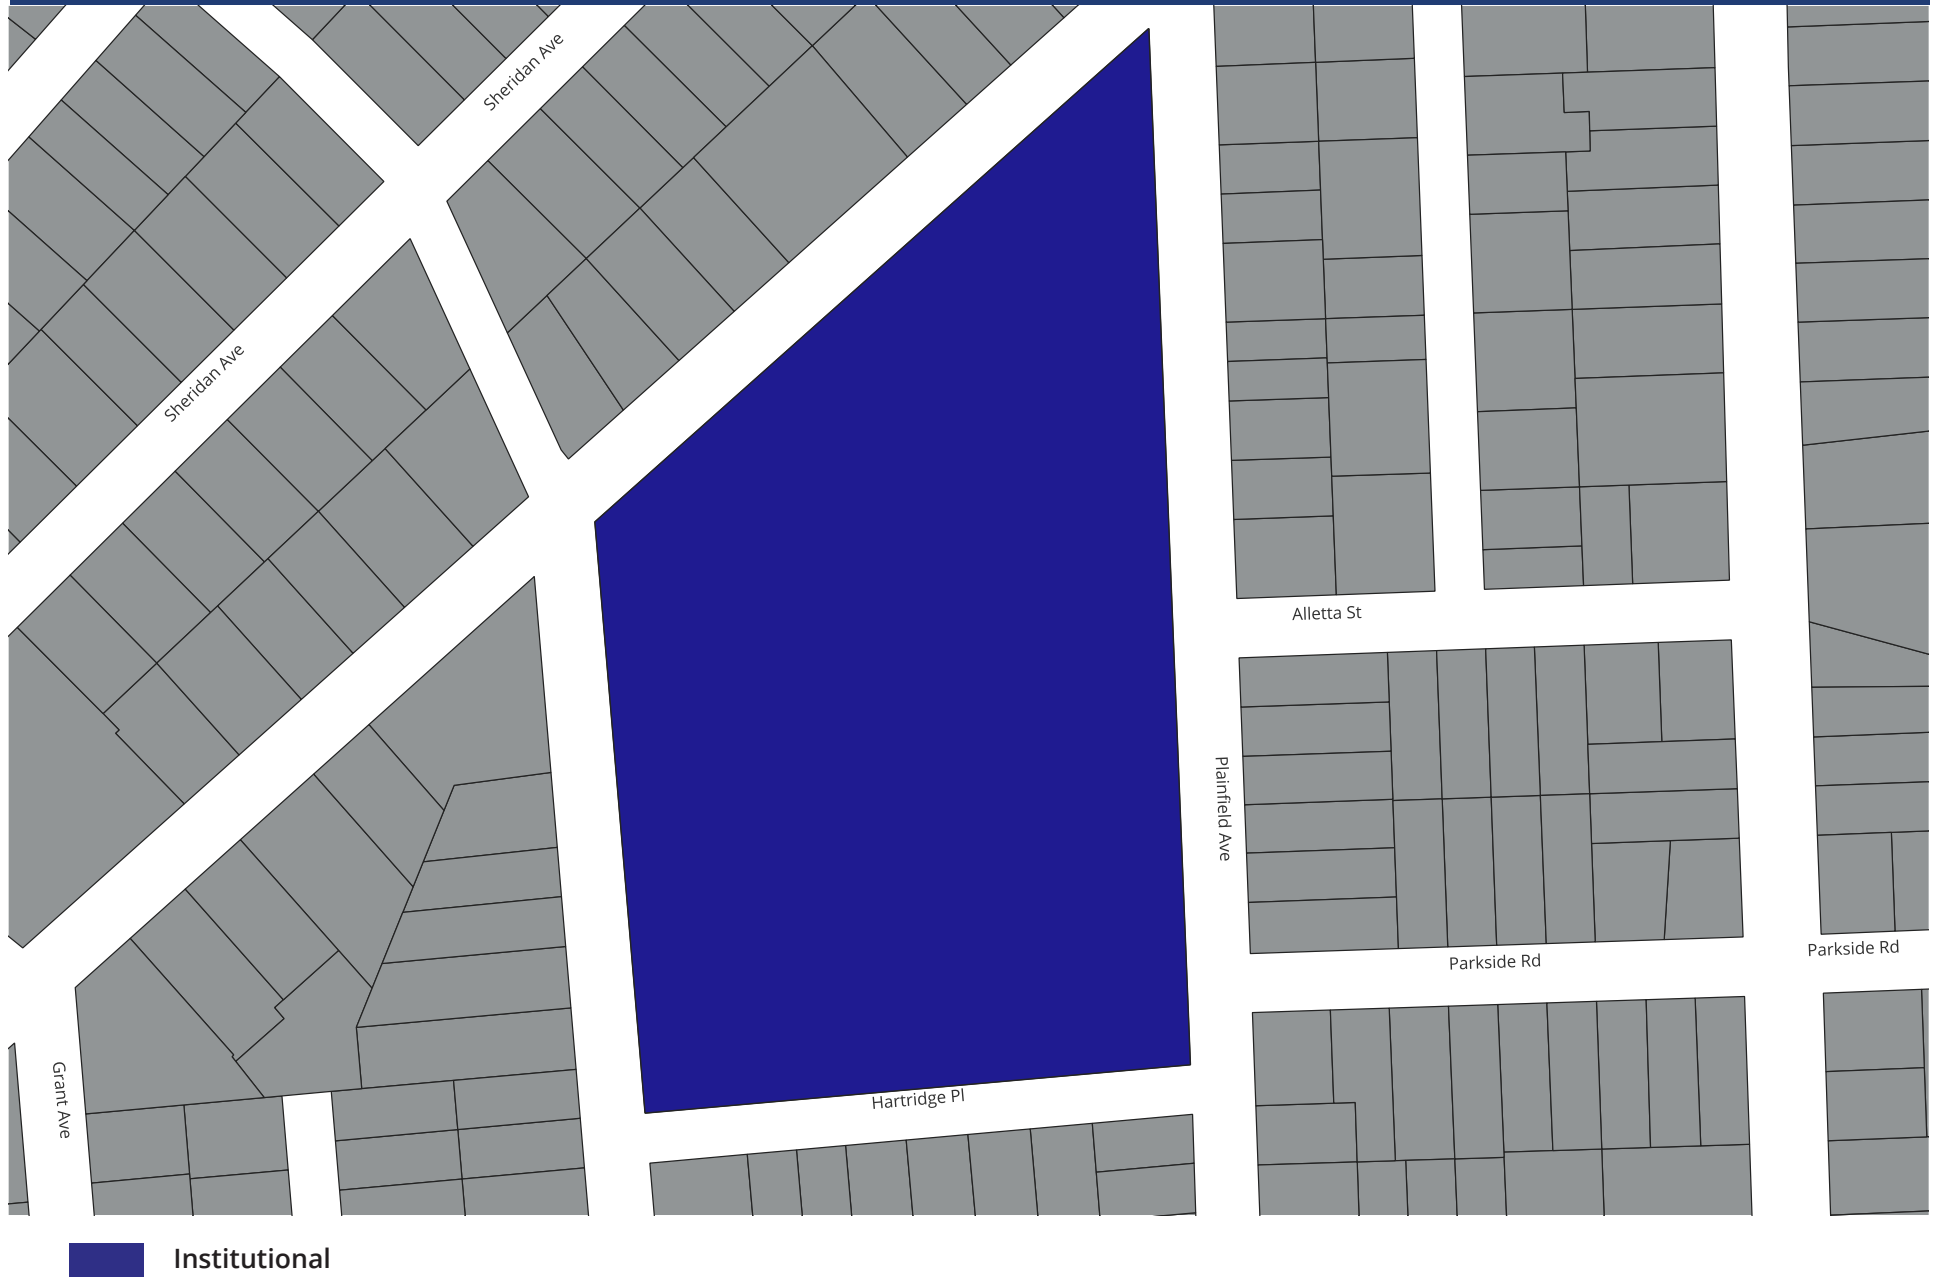 Sheridan Ave
Sheridan Ave
Alletta St
Plainfield Ave
Parkside Rd
Parkside Rd
Grant Ave
Hartridge Pl
Institutional